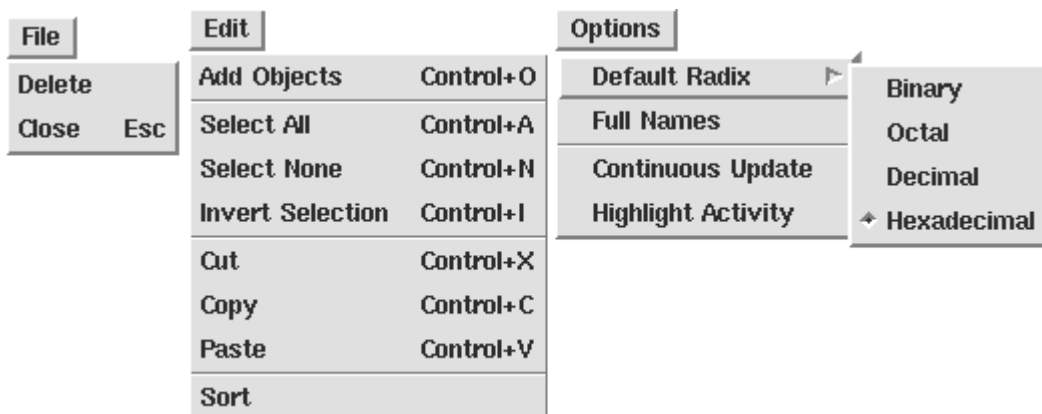 File
Delete
Close Esc
Edit
Add Objects Control+O
Select All Control+A
Select None Control+N
Invert Selection Control+I
Cut Control+X
Copy Control+C
Paste Control+V
Sort
Options
Default Radix
Full Names
Continuous Update
Highlight Activity
Binary
Octal
Decimal
Hexadecimal